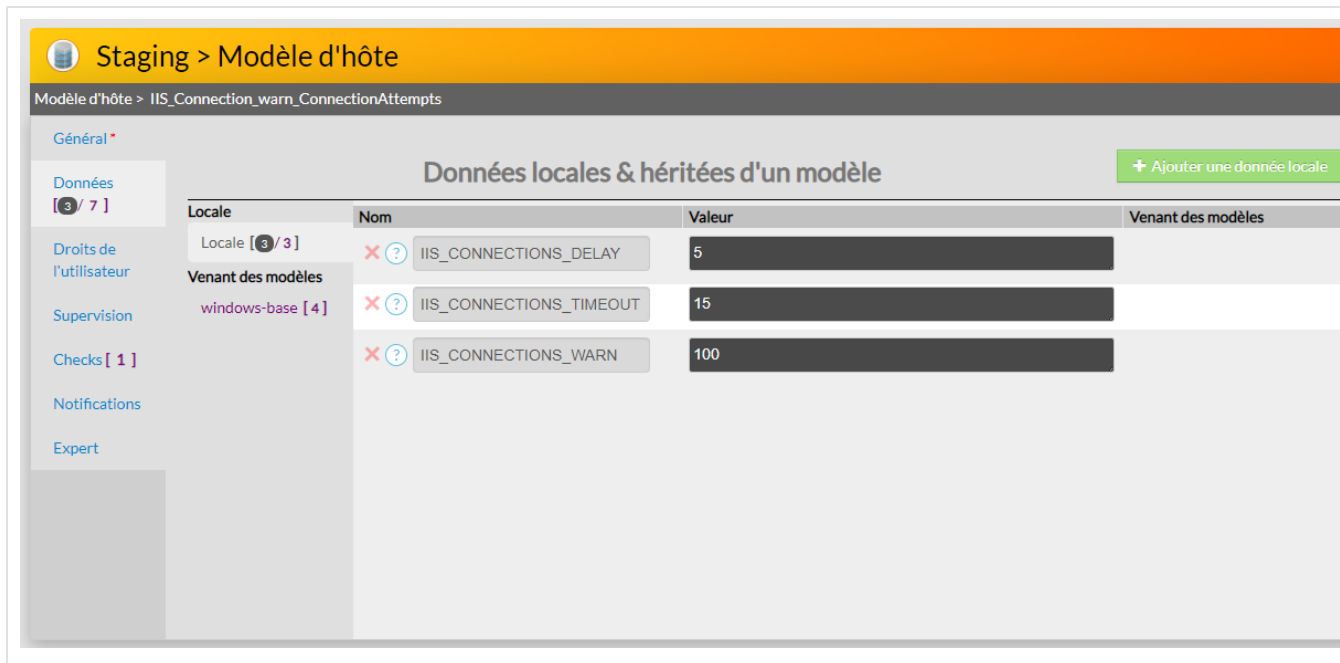 Staging > Modèle d'hôte
Modèle d'hôte > IIS_Connection_warn_ConnectionAttempts
Général *
Données
[3/ 7 ]
Droits de
l'utilisateur
Supervision
Checks [ 1 ]
Notifications
Expert
Données locales & héritées d'un modèle
+ Ajouter une donnée locale
Locale
Locale [3/ 3 ]
Venant des modèles
windows-base [ 4 ]
Nom Valeur Venant des modèles
IIS_CONNECTIONS_DELAY 5
IIS_CONNECTIONS_TIMEOUT 15
IIS_CONNECTIONS_WARN 100